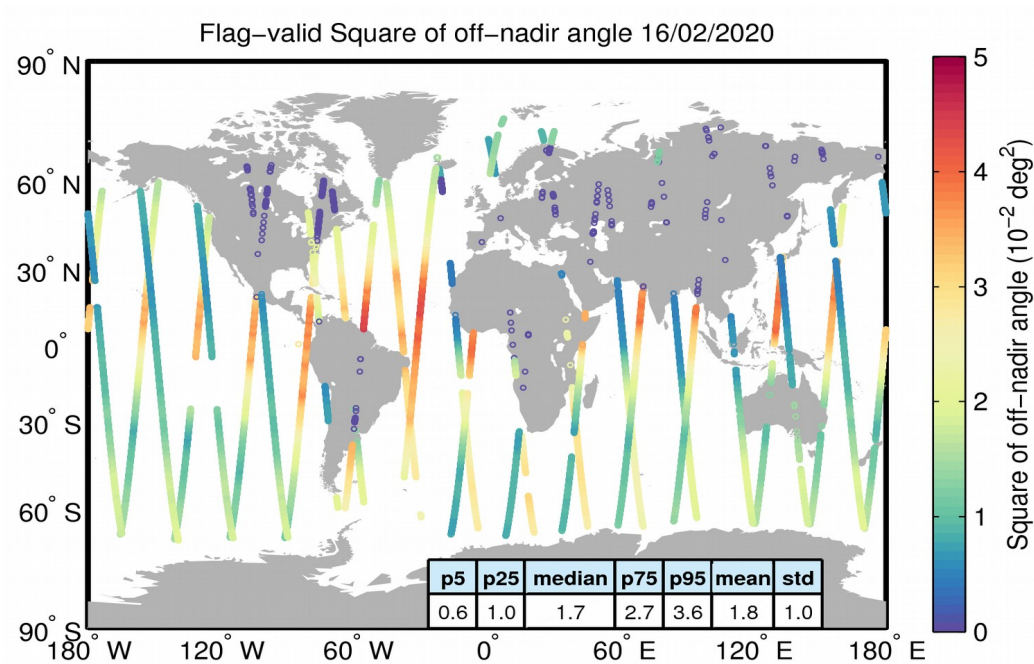 Flag−valid Square of off−nadir angle 16/02/2020
90° N
60° N
30° N
0°
30° S
60° S
90° S
180° W
120° W
60° W
0°
60° E
120° E
180° E
5
4
3
2
1
0
Square of off−nadir angle (10⁻² deg²)
p5 p25 median p75 p95 mean std
0.6 1.0 1.7 2.7 3.6 1.8 1.0